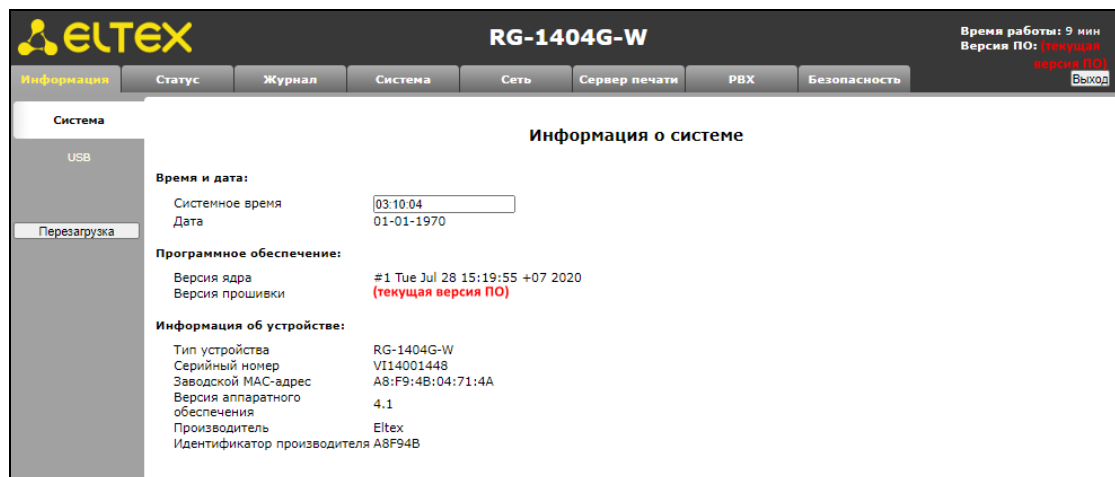 ELTEX
RG-1404G-W
Время работы: 9 мин
Версия ПО: (текущая
версия ПО)
Выход
Информация Статус Журнал Система Сеть Сервер печати PBX Безопасность
Система
USB
Перезагрузка
Информация о системе
Время и дата:
Системное время 03:10:04
Дата 01-01-1970
Программное обеспечение:
Версия ядра #1 Tue Jul 28 15:19:55 +07 2020
Версия прошивки (текущая версия ПО)
Информация об устройстве:
Тип устройства RG-1404G-W
Серийный номер VI14001448
Заводской MAC-адрес A8:F9:4B:04:71:4A
Версия аппаратного
обеспечения 4.1
Производитель Eltex
Идентификатор производителя A8F94B